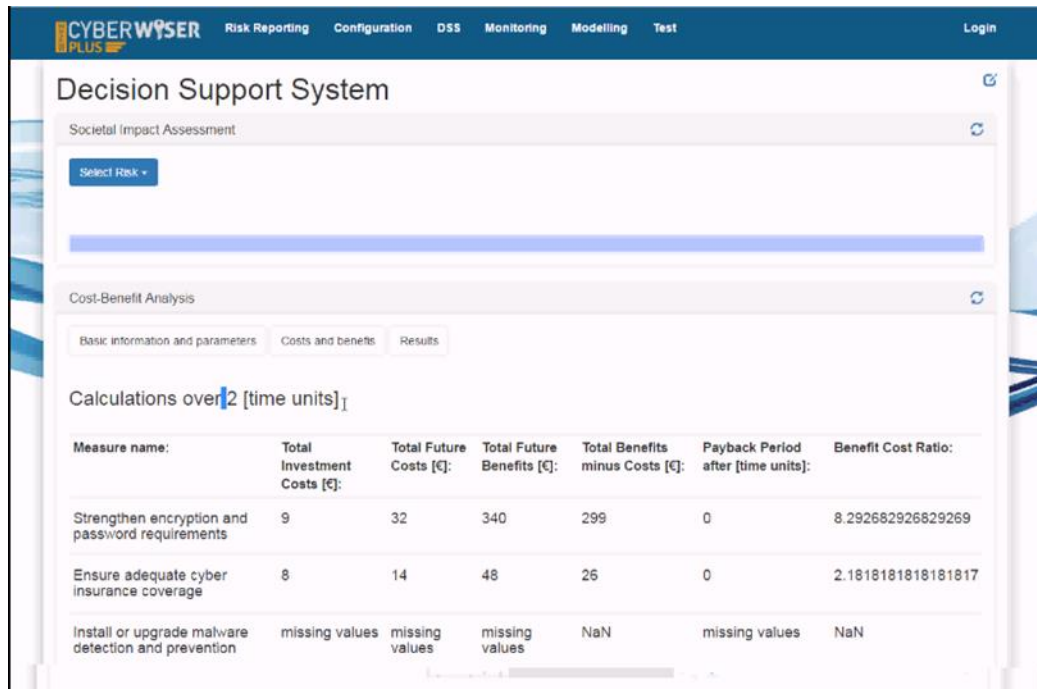 CYBERWISER
PLUS
Risk Reporting Configuration DSS Monitoring Modelling Test Login
Decision Support System
Societal Impact Assessment
Select Risk
Cost-Benefit Analysis
Basic information and parameters Costs and benefits Results
Calculations over 2 [time units]
Measure name: Total Investment Costs [€]: Total Future Costs [€]: Total Future Benefits [€]: Total Benefits minus Costs [€]: Payback Period after [time units]: Benefit Cost Ratio:
Strengthen encryption and password requirements 9 32 340 299 0 8.292682926829269
Ensure adequate cyber insurance coverage 8 14 48 26 0 2.1818181818181817
Install or upgrade malware detection and prevention missing values missing values missing values NaN missing values NaN